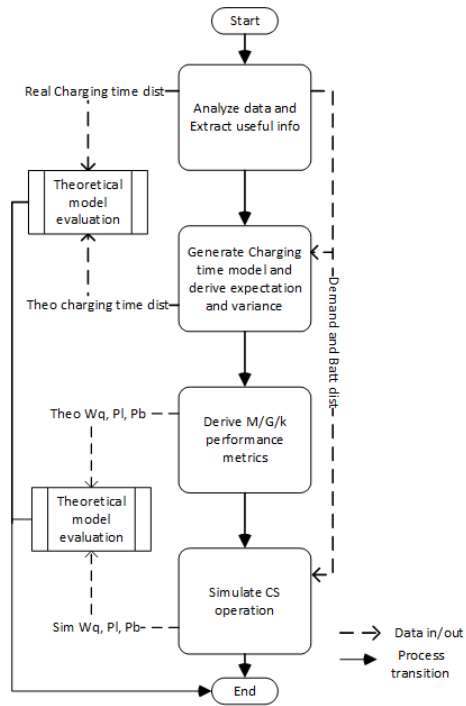 Start
Real Charging time dist
Analyze data and
Extract useful info
Theoretical
model
evaluation
Generate Charging
time model and
derive expectation
and variance
Theo charging time dist
Demand and Batt dist
Theo Wq, Pl, Pb
Derive M/G/k
performance
metrics
Theoretical
model
evaluation
Simulate CS
operation
Sim Wq, Pl, Pb
Data in/out
Process
transition
End